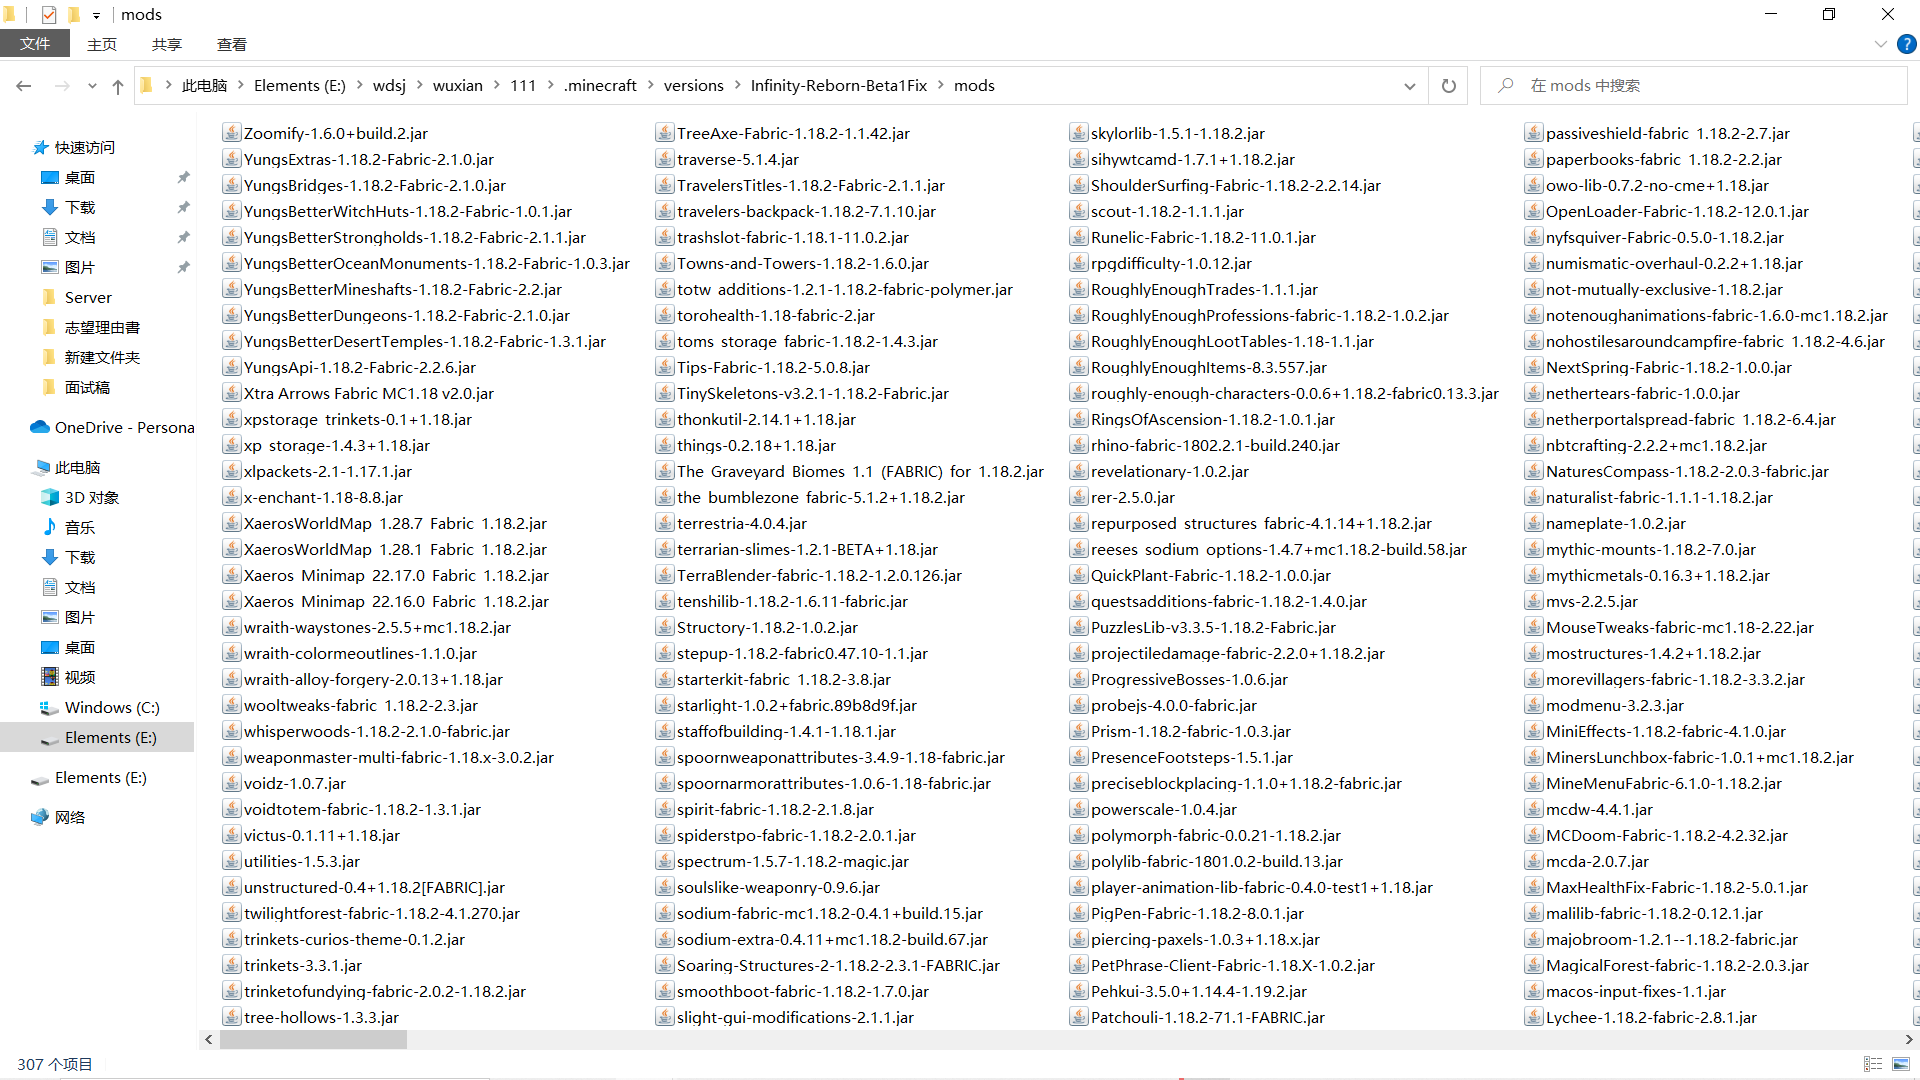 mods
文件 主页 共享 查看
此电脑 Elements (E:) wdsj wuxian 111 .minecraft versions Infinity-Reborn-Beta1Fix mods
在 mods 中搜索
快速访问
桌面
下载
文档
图片
Server
志望理由書
新建文件夹
面试稿
OneDrive - Persona
此电脑
3D 对象
音乐
下载
文档
图片
桌面
视频
Windows (C:)
Elements (E:)
Elements (E:)
网络
Zoomify-1.6.0+build.2.jar
YungsExtras-1.18.2-Fabric-2.1.0.jar
YungsBridges-1.18.2-Fabric-2.1.0.jar
YungsBetterWitchHuts-1.18.2-Fabric-1.0.1.jar
YungsBetterStrongholds-1.18.2-Fabric-2.1.1.jar
YungsBetterOceanMonuments-1.18.2-Fabric-1.0.3.jar
YungsBetterMineshafts-1.18.2-Fabric-2.2.jar
YungsBetterDungeons-1.18.2-Fabric-2.1.0.jar
YungsBetterDesertTemples-1.18.2-Fabric-1.3.1.jar
YungsApi-1.18.2-Fabric-2.2.6.jar
Xtra Arrows Fabric MC1.18 v2.0.jar
xpstorage_trinkets-0.1+1.18.jar
xp_storage-1.4.3+1.18.jar
xlpackets-2.1-1.17.1.jar
x-enchant-1.18-8.8.jar
XaerosWorldMap_1.28.7_Fabric_1.18.2.jar
XaerosWorldMap_1.28.1_Fabric_1.18.2.jar
Xaeros_Minimap_22.17.0_Fabric_1.18.2.jar
Xaeros_Minimap_22.16.0_Fabric_1.18.2.jar
wraith-waystones-2.5.5+mc1.18.2.jar
wraith-colormeoutlines-1.1.0.jar
wraith-alloy-forgery-2.0.13+1.18.jar
wooltweaks-fabric_1.18.2-2.3.jar
whisperwoods-1.18.2-2.1.0-fabric.jar
weaponmaster-multi-fabric-1.18.x-3.0.2.jar
voidz-1.0.7.jar
voidtotem-fabric-1.18.2-1.3.1.jar
victus-0.1.11+1.18.jar
utilities-1.5.3.jar
unstructured-0.4+1.18.2[FABRIC].jar
twilightforest-fabric-1.18.2-4.1.270.jar
trinkets-curios-theme-0.1.2.jar
trinkets-3.3.1.jar
trinketofundying-fabric-2.0.2-1.18.2.jar
tree-hollows-1.3.3.jar
TreeAxe-Fabric-1.18.2-1.1.42.jar
traverse-5.1.4.jar
TravelersTitles-1.18.2-Fabric-2.1.1.jar
travelers-backpack-1.18.2-7.1.10.jar
trashslot-fabric-1.18.1-11.0.2.jar
Towns-and-Towers-1.18.2-1.6.0.jar
totw_additions-1.2.1-1.18.2-fabric-polymer.jar
torohealth-1.18-fabric-2.jar
toms_storage_fabric-1.18.2-1.4.3.jar
Tips-Fabric-1.18.2-5.0.8.jar
TinySkeletons-v3.2.1-1.18.2-Fabric.jar
thonkutil-2.14.1+1.18.jar
things-0.2.18+1.18.jar
The_Graveyard_Biomes_1.1_(FABRIC)_for_1.18.2.jar
the_bumblezone_fabric-5.1.2+1.18.2.jar
terrestria-4.0.4.jar
terrarian-slimes-1.2.1-BETA+1.18.jar
TerraBlender-fabric-1.18.2-1.2.0.126.jar
tenshilib-1.18.2-1.6.11-fabric.jar
Structory-1.18.2-1.0.2.jar
stepup-1.18.2-fabric0.47.10-1.1.jar
starterkit-fabric_1.18.2-3.8.jar
starlight-1.0.2+fabric.89b8d9f.jar
staffofbuilding-1.4.1-1.18.1.jar
spoornweaponattributes-3.4.9-1.18-fabric.jar
spoornarmorattributes-1.0.6-1.18-fabric.jar
spirit-fabric-1.18.2-2.1.8.jar
spiderstpo-fabric-1.18.2-2.0.1.jar
spectrum-1.5.7-1.18.2-magic.jar
soulslike-weaponry-0.9.6.jar
sodium-fabric-mc1.18.2-0.4.1+build.15.jar
sodium-extra-0.4.11+mc1.18.2-build.67.jar
Soaring-Structures-2-1.18.2-2.3.1-FABRIC.jar
smoothboot-fabric-1.18.2-1.7.0.jar
slight-gui-modifications-2.1.1.jar
skylorlib-1.5.1-1.18.2.jar
sihywtcamd-1.7.1+1.18.2.jar
ShoulderSurfing-Fabric-1.18.2-2.2.14.jar
scout-1.18.2-1.1.1.jar
Runelic-Fabric-1.18.2-11.0.1.jar
rpgdifficulty-1.0.12.jar
RoughlyEnoughTrades-1.1.1.jar
RoughlyEnoughProfessions-fabric-1.18.2-1.0.2.jar
RoughlyEnoughLootTables-1.18-1.1.jar
RoughlyEnoughItems-8.3.557.jar
roughly-enough-characters-0.0.6+1.18.2-fabric0.13.3.jar
RingsOfAscension-1.18.2-1.0.1.jar
rhino-fabric-1802.2.1-build.240.jar
revelationary-1.0.2.jar
rer-2.5.0.jar
repurposed_structures_fabric-4.1.14+1.18.2.jar
reeses_sodium_options-1.4.7+mc1.18.2-build.58.jar
QuickPlant-Fabric-1.18.2-1.0.0.jar
questsadditions-fabric-1.18.2-1.4.0.jar
PuzzlesLib-v3.3.5-1.18.2-Fabric.jar
projectiledamage-fabric-2.2.0+1.18.2.jar
ProgressiveBosses-1.0.6.jar
probejs-4.0.0-fabric.jar
Prism-1.18.2-fabric-1.0.3.jar
PresenceFootsteps-1.5.1.jar
preciseblockplacing-1.1.0+1.18.2-fabric.jar
powerscale-1.0.4.jar
polymorph-fabric-0.0.21-1.18.2.jar
polylib-fabric-1801.0.2-build.13.jar
player-animation-lib-fabric-0.4.0-test1+1.18.jar
PigPen-Fabric-1.18.2-8.0.1.jar
piercing-paxels-1.0.3+1.18.x.jar
PetPhrase-Client-Fabric-1.18.X-1.0.2.jar
Pehkui-3.5.0+1.14.4-1.19.2.jar
Patchouli-1.18.2-71.1-FABRIC.jar
passiveshield-fabric_1.18.2-2.7.jar
paperbooks-fabric_1.18.2-2.2.jar
owo-lib-0.7.2-no-cme+1.18.jar
OpenLoader-Fabric-1.18.2-12.0.1.jar
nyfsquiver-Fabric-0.5.0-1.18.2.jar
numismatic-overhaul-0.2.2+1.18.jar
not-mutually-exclusive-1.18.2.jar
notenoughanimations-fabric-1.6.0-mc1.18.2.jar
nohostilesaroundcampfire-fabric_1.18.2-4.6.jar
NextSpring-Fabric-1.18.2-1.0.0.jar
nethertears-fabric-1.0.0.jar
netherportalspread-fabric_1.18.2-6.4.jar
nbtcrafting-2.2.2+mc1.18.2.jar
NaturesCompass-1.18.2-2.0.3-fabric.jar
naturalist-fabric-1.1.1-1.18.2.jar
nameplate-1.0.2.jar
mythic-mounts-1.18.2-7.0.jar
mythicmetals-0.16.3+1.18.2.jar
mvs-2.2.5.jar
MouseTweaks-fabric-mc1.18-2.22.jar
mostructures-1.4.2+1.18.2.jar
morevillagers-fabric-1.18.2-3.3.2.jar
modmenu-3.2.3.jar
MiniEffects-1.18.2-fabric-4.1.0.jar
MinersLunchbox-fabric-1.0.1+mc1.18.2.jar
MineMenuFabric-6.1.0-1.18.2.jar
mcdw-4.4.1.jar
MCDoom-Fabric-1.18.2-4.2.32.jar
mcda-2.0.7.jar
MaxHealthFix-Fabric-1.18.2-5.0.1.jar
malilib-fabric-1.18.2-0.12.1.jar
majobroom-1.2.1--1.18.2-fabric.jar
MagicalForest-fabric-1.18.2-2.0.3.jar
macos-input-fixes-1.1.jar
Lychee-1.18.2-fabric-2.8.1.jar
307 个项目